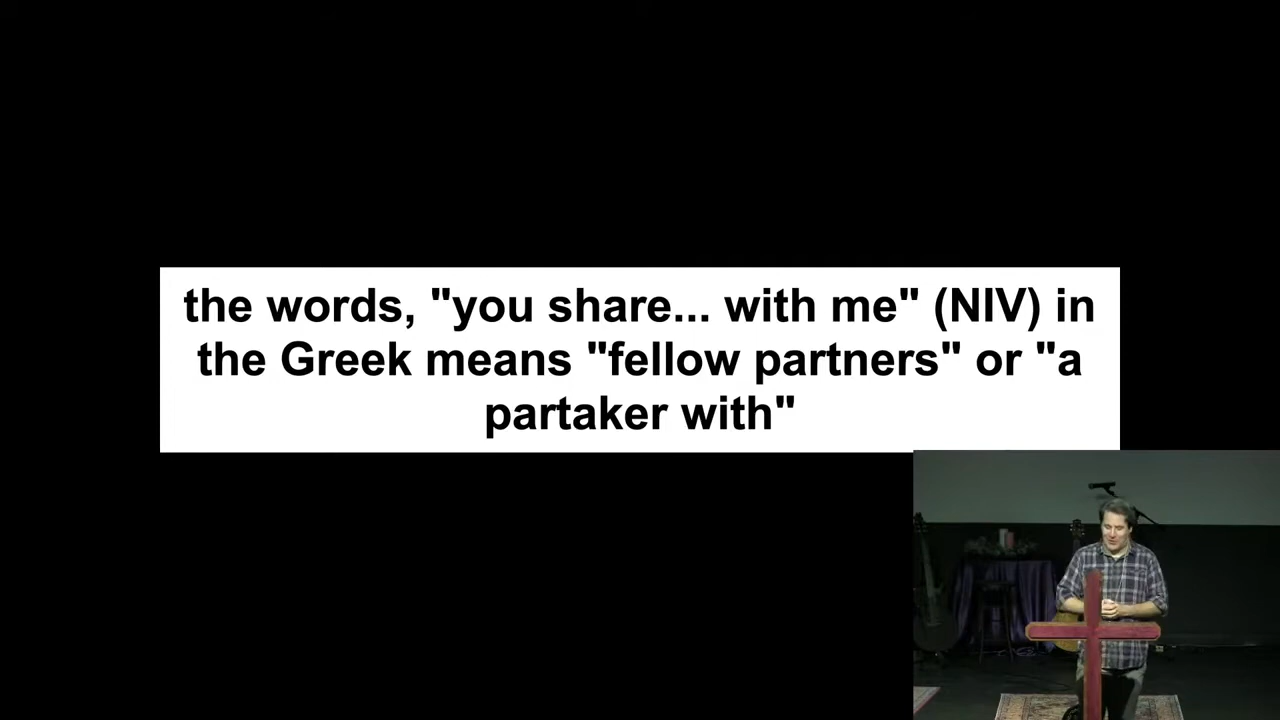 the words, "you share... with me" (NIV) in
the Greek means "fellow partners" or "a
partaker with"